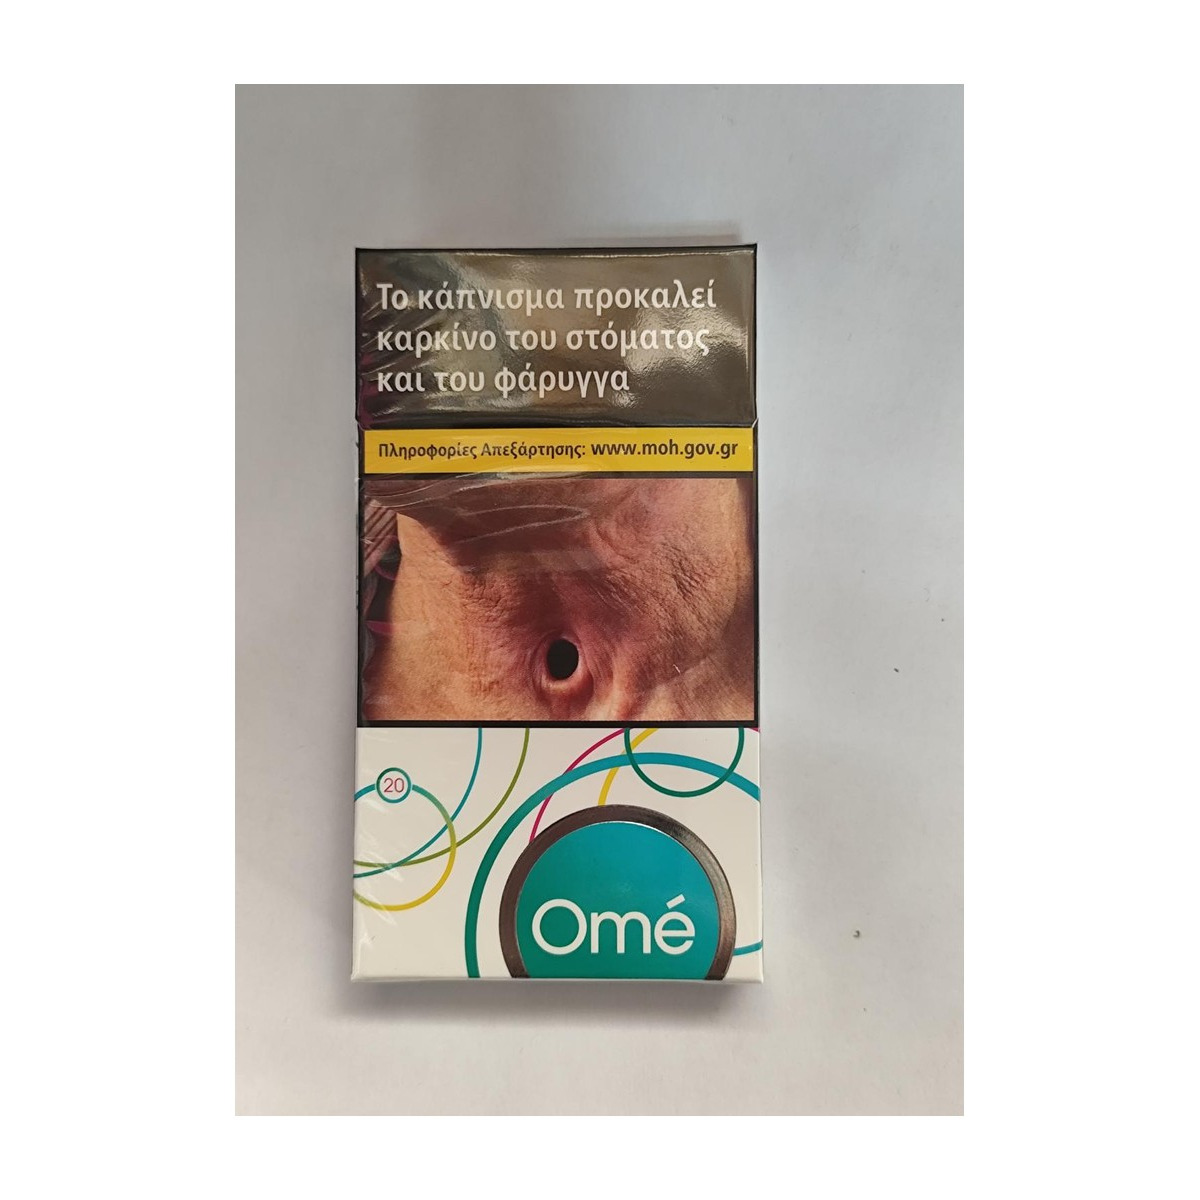 Το κάπνισμα προκαλεί
καρκίνο του στόματος
και του φάρυγγα
Πληροφορίες Απεξάρτησης: www.moh.gov.gr
20
Omé